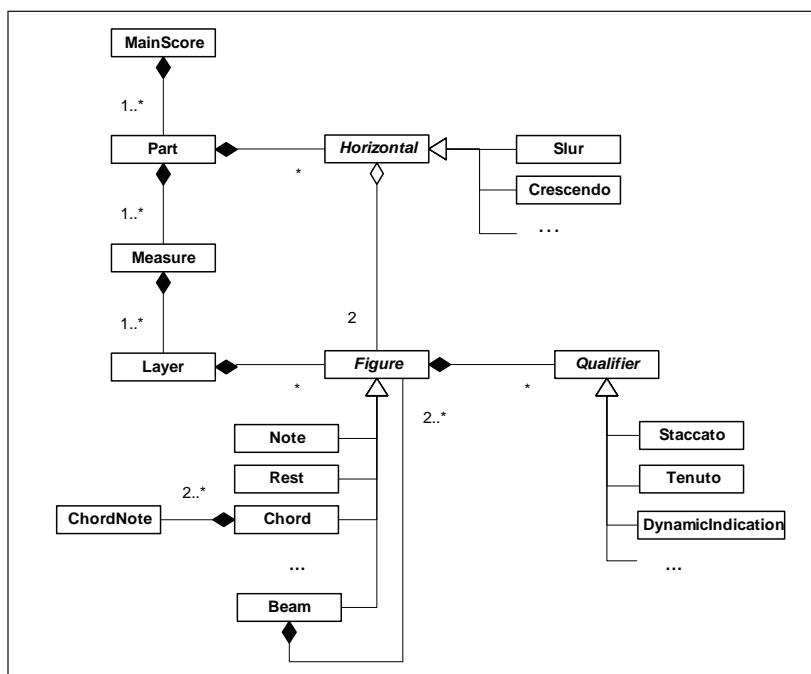 MainScore
1..*
Part
*
Horizontal
Slur
Crescendo
...
1..*
Measure
1..*
2
Layer
*
Figure
*
Qualifier
2..*
Note
Staccato
Rest
Tenuto
2..*
ChordNote
Chord
DynamicIndication
...
...
Beam